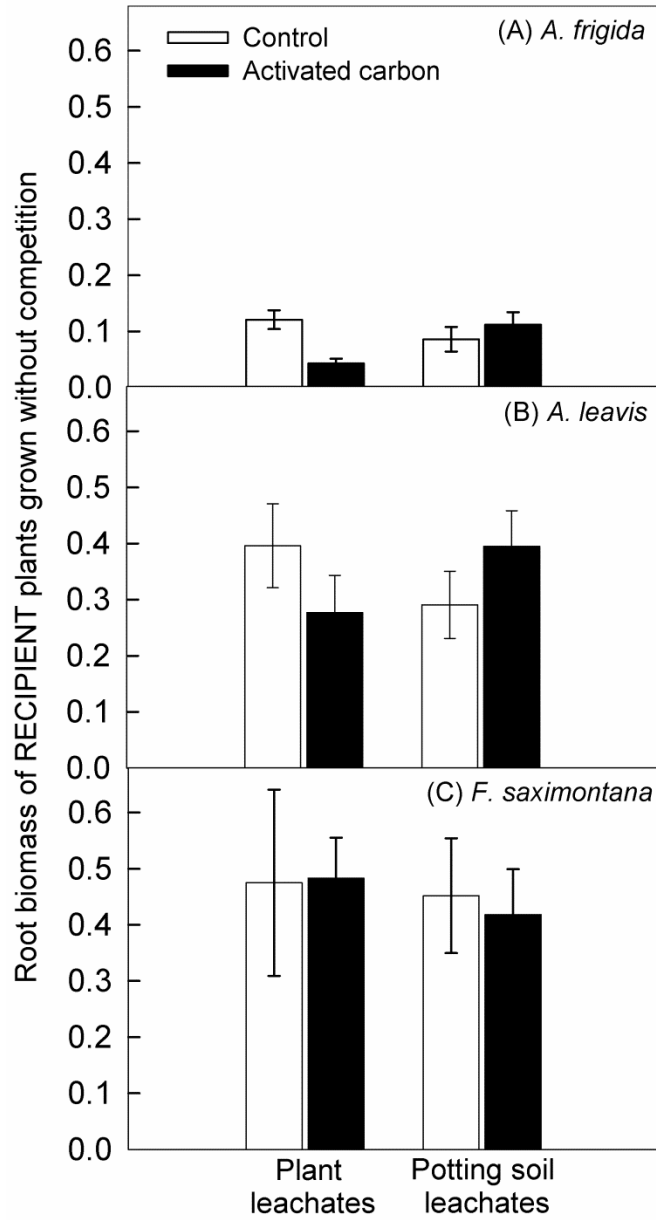 Root biomass of RECIPIENT plants grown without competition
(A) A. frigida
Control
Activated carbon
0.6
0.5
0.4
0.3
0.2
0.1
0.0
(B) A. leavis
0.6
0.5
0.4
0.3
0.2
0.1
0.0
(C) F. saximontana
0.6
0.5
0.4
0.3
0.2
0.1
0.0
Plant
leachates
Potting soil
leachates